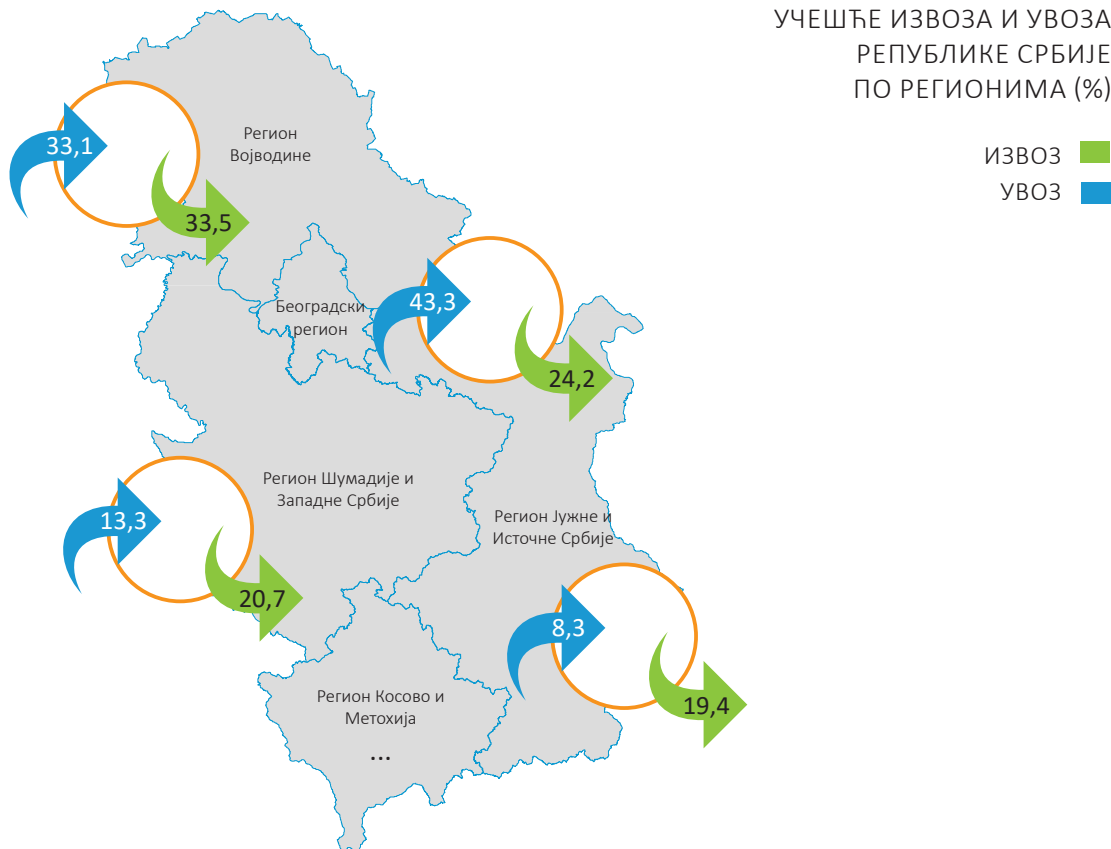 УЧЕШЋЕ ИЗВОЗА И УВОЗА
РЕПУБЛИКЕ СРБИЈЕ
ПО РЕГИОНИМА (%)
ИЗВОЗ
УВОЗ
Регион
Војводине
33,1
33,5
Београдски
регион
43,3
24,2
Регион Шумадије и
Западне Србије
13,3
20,7
Регион Јужне и
Источне Србије
8,3
19,4
Регион Косово и
Метохија
...